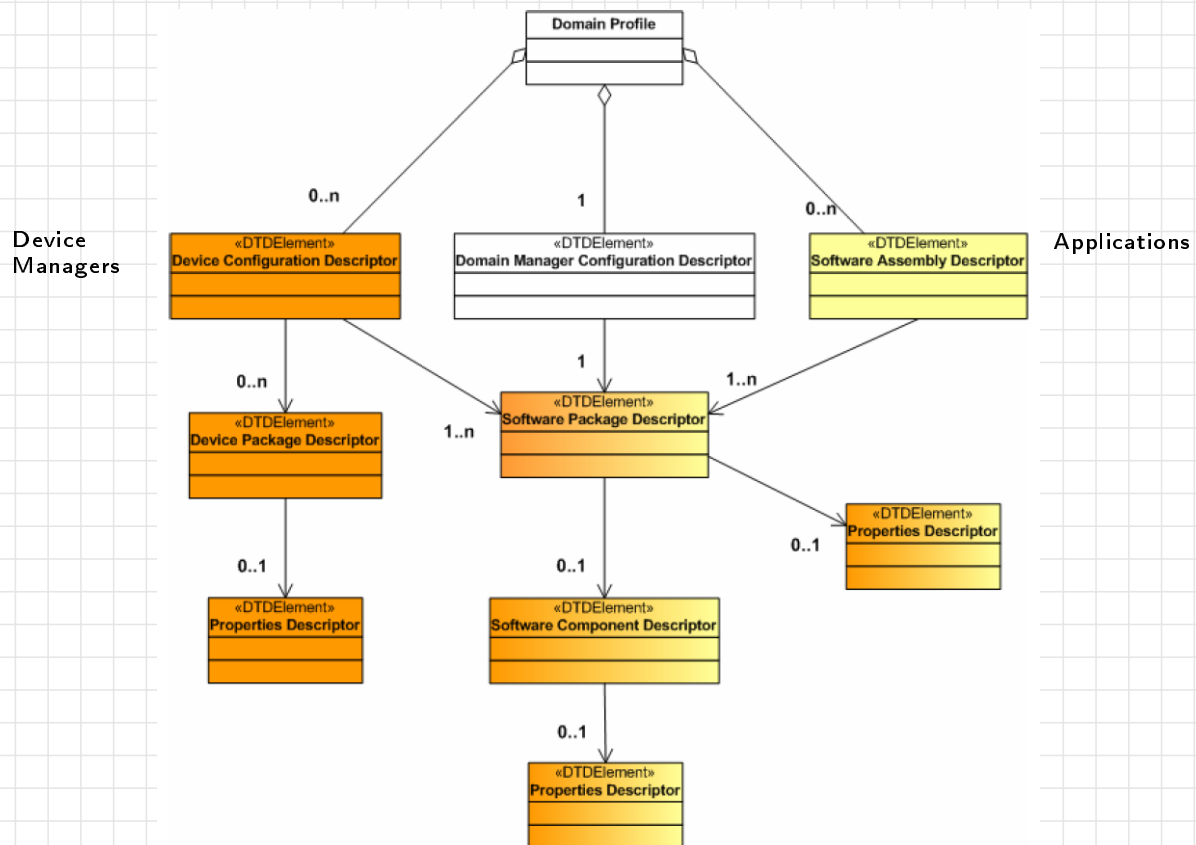 Domain Profile
0..n
1
0..n
Device
Managers
Applications
«DTDElement»
Device Configuration Descriptor
«DTDElement»
Domain Manager Configuration Descriptor
«DTDElement»
Software Assembly Descriptor
0..n
1
1..n
1..n
«DTDElement»
Device Package Descriptor
«DTDElement»
Software Package Descriptor
«DTDElement»
Properties Descriptor
0..1
0..1
0..1
«DTDElement»
Properties Descriptor
«DTDElement»
Software Component Descriptor
0..1
«DTDElement»
Properties Descriptor